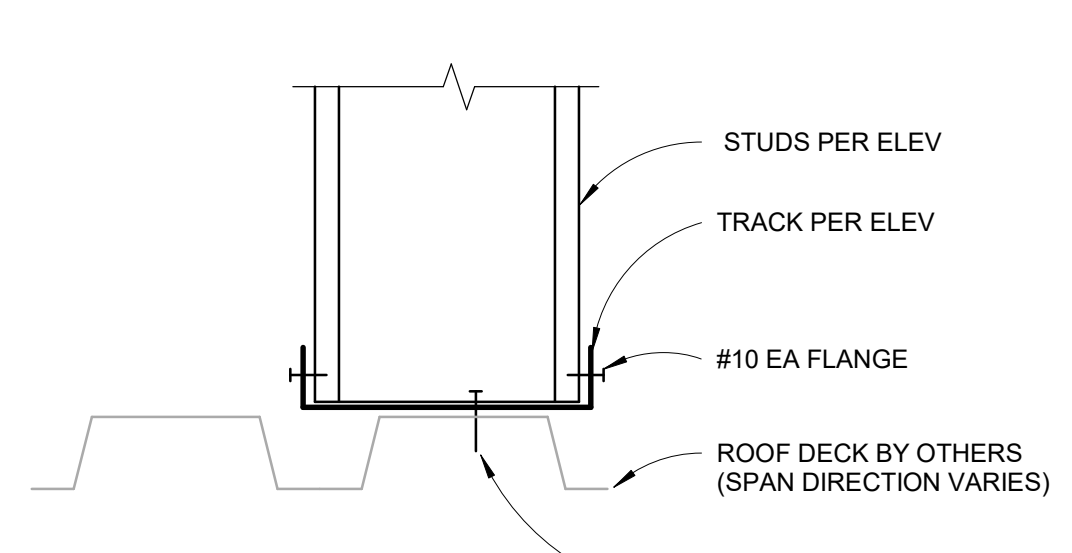 STUDS PER ELEV
TRACK PER ELEV
#10 EA FLANGE
ROOF DECK BY OTHERS
(SPAN DIRECTION VARIES)